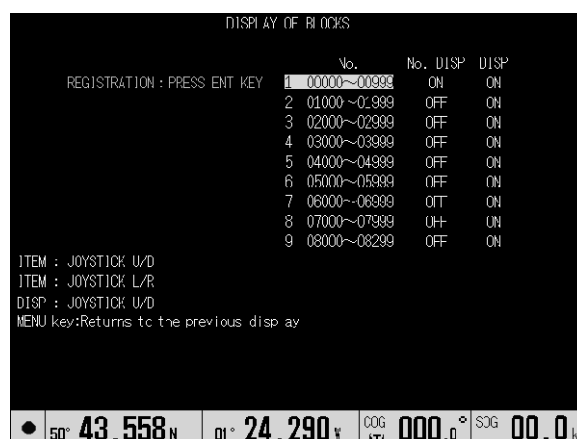 DISPLAY OF BLOCKS
No. No. DISP DISP
REGISTRATION : PRESS ENT KEY 1 00000~00999 ON ON
2 01000~01999 OFF ON
3 02000~02999 OFF ON
4 03000~03999 OFF ON
5 04000~04999 OFF ON
6 05000~05999 OFF ON
7 06000~06999 OFF ON
8 07000~07999 OFF ON
9 08000~08299 OFF ON
ITEM : JOYSTICK U/D
ITEM : JOYSTICK L/R
DISP : JOYSTICK U/D
MENU key:Returns to the previous display
50° 43.558 N 01° 24.290 W COG 000.0° SOG 00.0